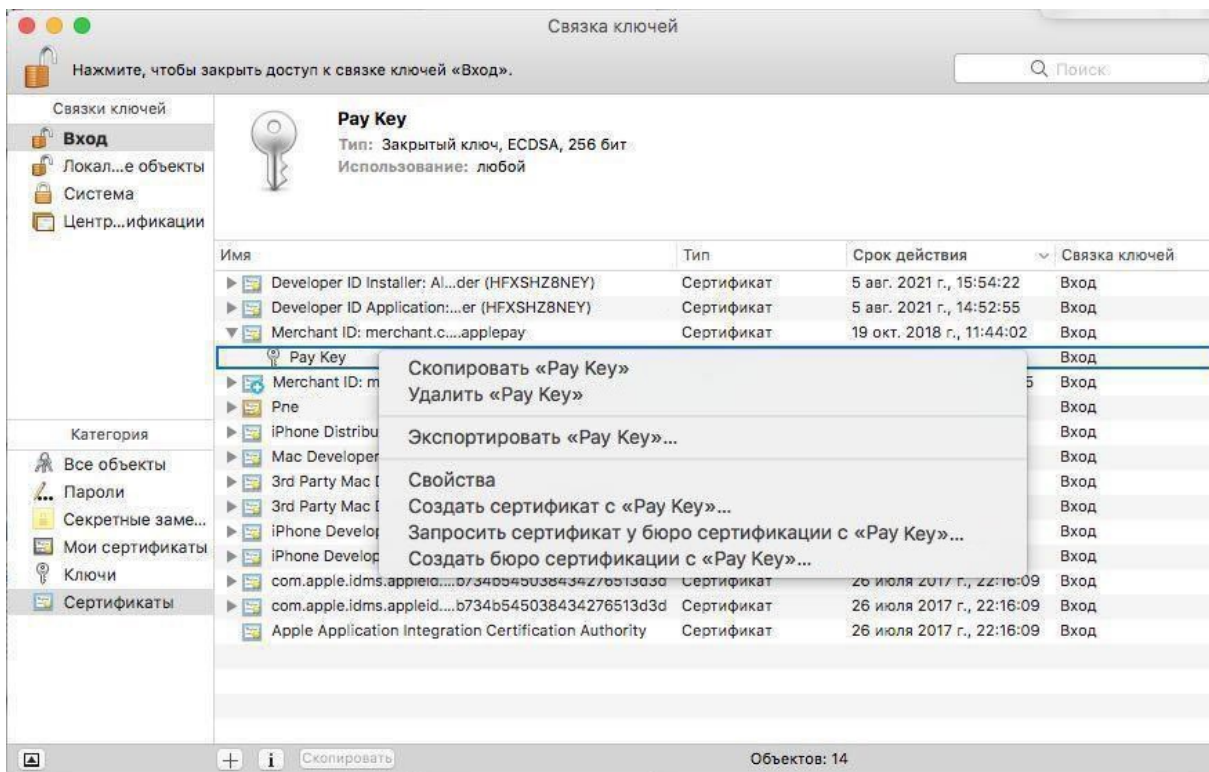 Связка ключей
Нажмите, чтобы закрыть доступ к связке ключей «Вход».
Поиск
Связки ключей
Вход
Локал...е объекты
Система
Центр...ификации
Pay Key
Тип: Закрытый ключ, ECDSA, 256 бит
Использование: любой
Имя Тип Срок действия Связка ключей
Developer ID Installer: Al...der (HFXSHZ8NEY) Сертификат 5 авг. 2021 г., 15:54:22 Вход
Developer ID Application:...er (HFXSHZ8NEY) Сертификат 5 авг. 2021 г., 14:52:55 Вход
Merchant ID: merchant.c....applepay Сертификат 19 окт. 2018 г., 11:44:02 Вход
Pay Key Вход
Merchant ID: m 5 Вход
Pne Вход
iPhone Distribu Вход
Mac Developer Вход
3rd Party Mac Вход
3rd Party Mac Вход
iPhone Develop Вход
iPhone Develop Вход
com.apple.idms.appleid....b734b545038434276513d3d Сертификат 26 июля 2017 г., 22:16:09 Вход
com.apple.idms.appleid....b734b545038434276513d3d Сертификат 26 июля 2017 г., 22:16:09 Вход
Apple Application Integration Certification Authority Сертификат 26 июля 2017 г., 22:16:09 Вход
Скопировать «Pay Key»
Удалить «Pay Key»
Экспортировать «Pay Key»...
Свойства
Создать сертификат с «Pay Key»...
Запросить сертификат у бюро сертификации с «Pay Key»...
Создать бюро сертификации с «Pay Key»...
Категория
Все объекты
Пароли
Секретные заме...
Мои сертификаты
Ключи
Сертификаты
Скопировать
Объектов: 14